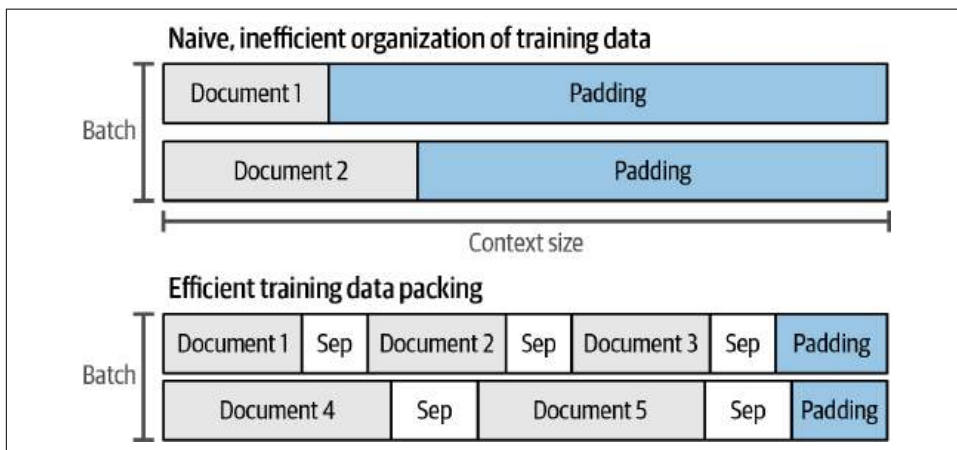 Naive, inefficient organization of training data
Document 1 Padding
Batch
Document 2 Padding
Context size
Efficient training data packing
Document 1 Sep Document 2 Sep Document 3 Sep Padding
Batch
Document 4 Sep Document 5 Sep Padding